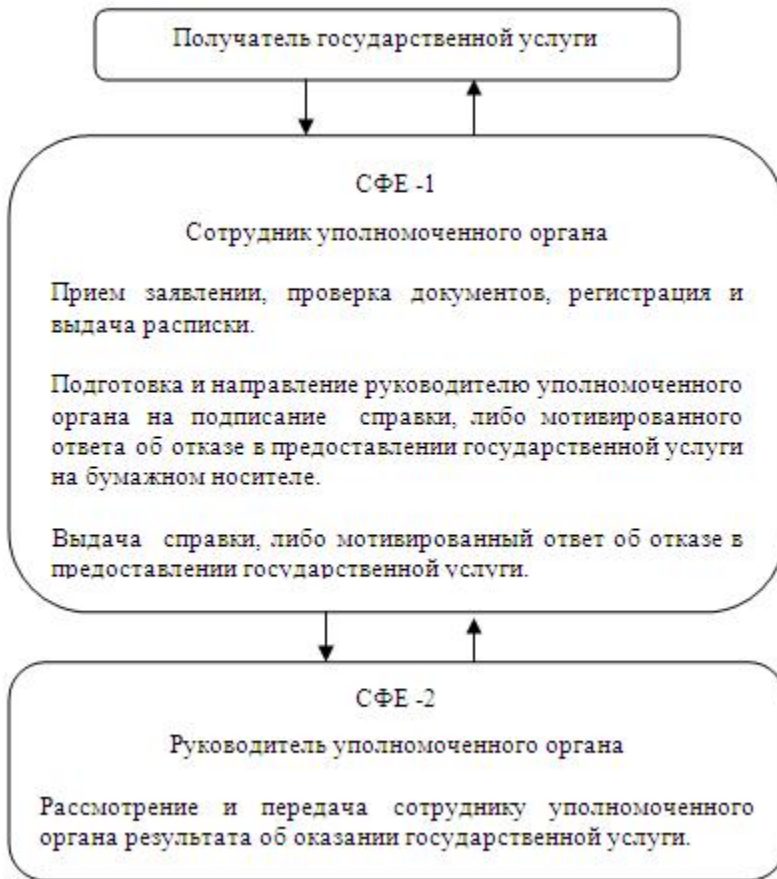 Получатель государственной услуги
СФЕ -1
Сотрудник уполномоченного органа
Прием заявлении, проверка документов, регистрация и
выдача расписки.
Подготовка и направление руководителю уполномоченного
органа на подписание справки, либо мотивированного
ответа об отказе в предоставлении государственной услуги
на бумажном носителе.
Выдача справки, либо мотивированный ответ об отказе в
предоставлении государственной услуги.
СФЕ -2
Руководитель уполномоченного органа
Рассмотрение и передача сотруднику уполномоченного
органа результата об оказании государственной услуги.